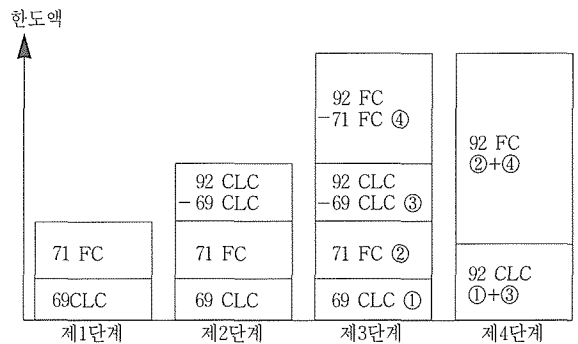 한도액
71 FC
69CLC
제1단계
92 CLC
- 69 CLC
71 FC
69 CLC
제2단계
92 FC
-71 FC ④
92 CLC
- 69 CLC ③
71 FC ②
69 CLC ①
제3단계
92 FC
②+④
92 CLC
①+③
제4단계